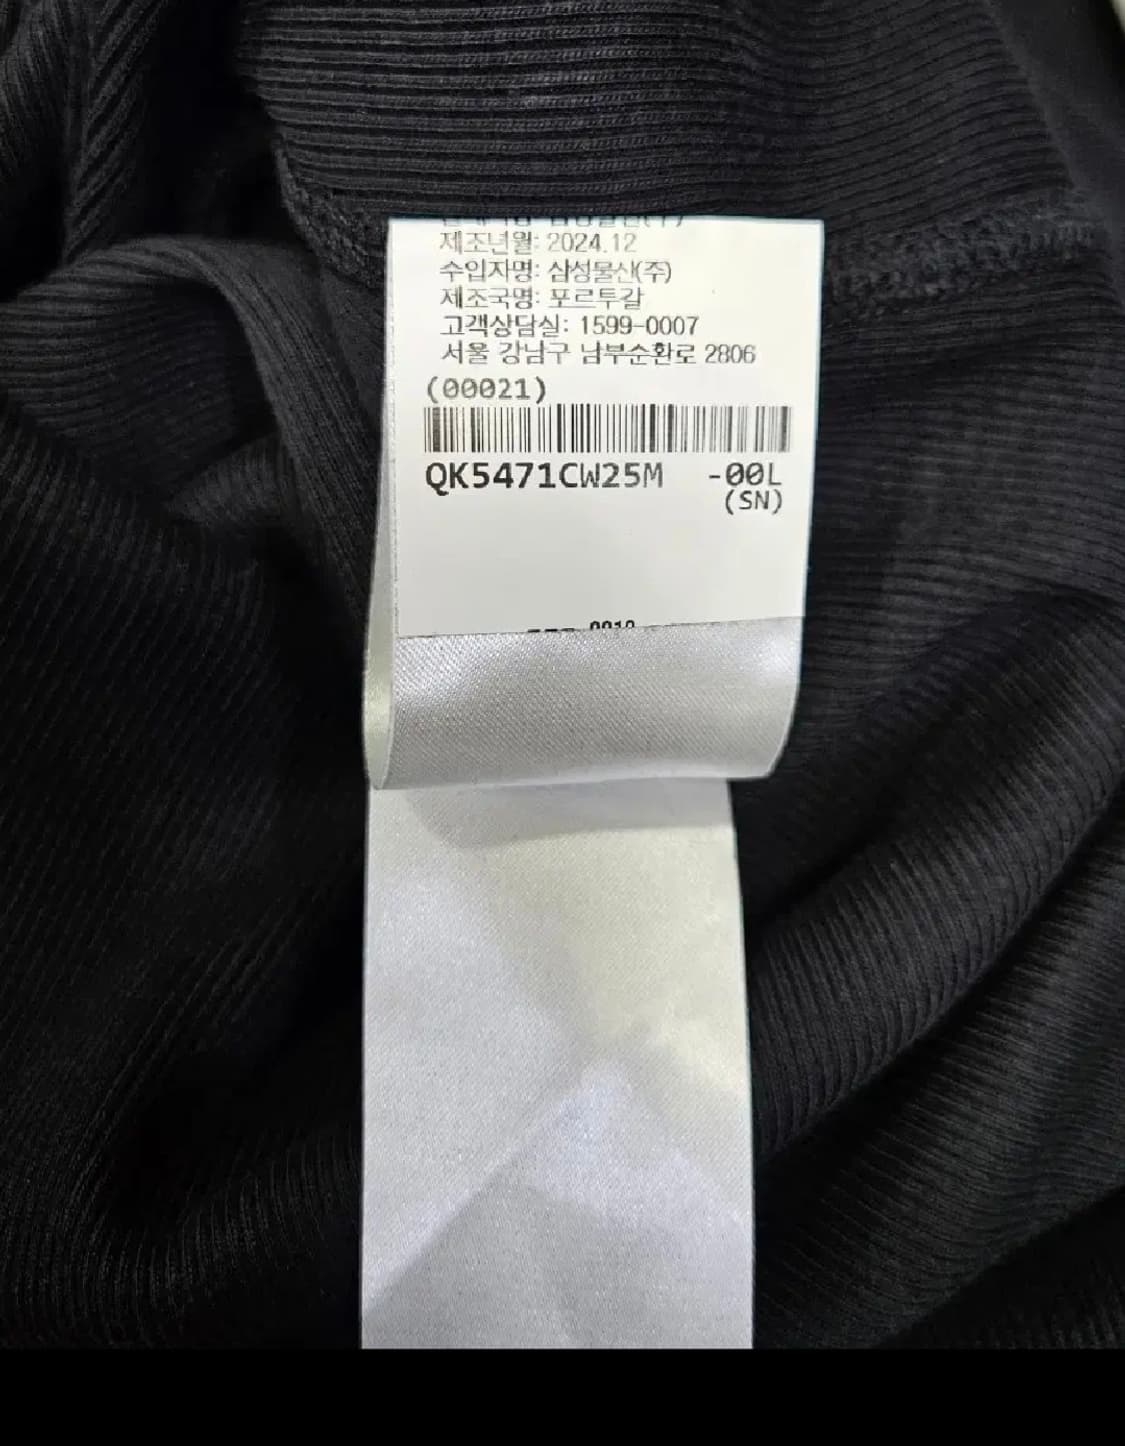 제조년월: 2024.12
수입자명: 삼성물산(주)
제조국명: 포르투갈
고객상담실: 1599-0007
서울 강남구 남부순환로 2806
(00021)
QK5471CW25M -00L
(SN)